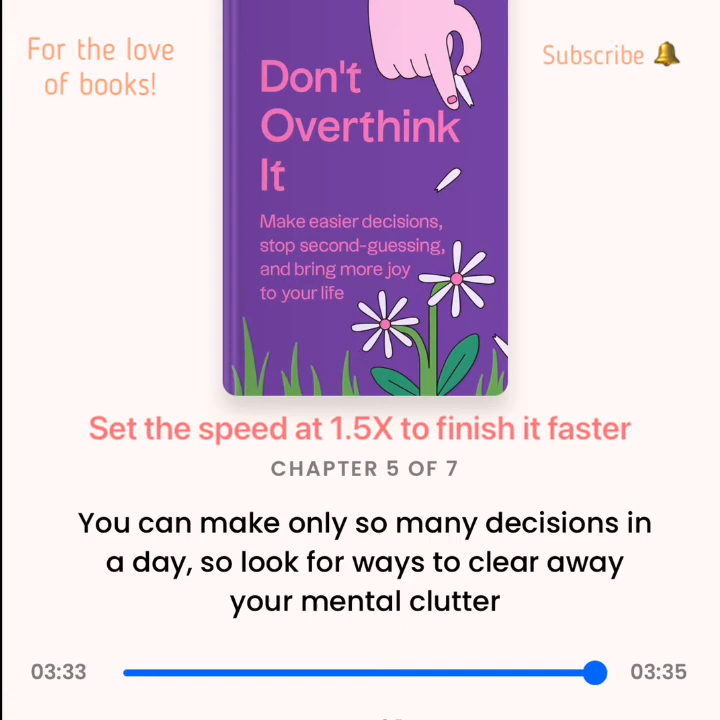 For the love
of books!
Subscribe 🔔
Don't
Overthink
It
Make easier decisions,
stop second-guessing,
and bring more joy
to your life
Set the speed at 1.5X to finish it faster
CHAPTER 5 OF 7
You can make only so many decisions in
a day, so look for ways to clear away
your mental clutter
03:33
03:35